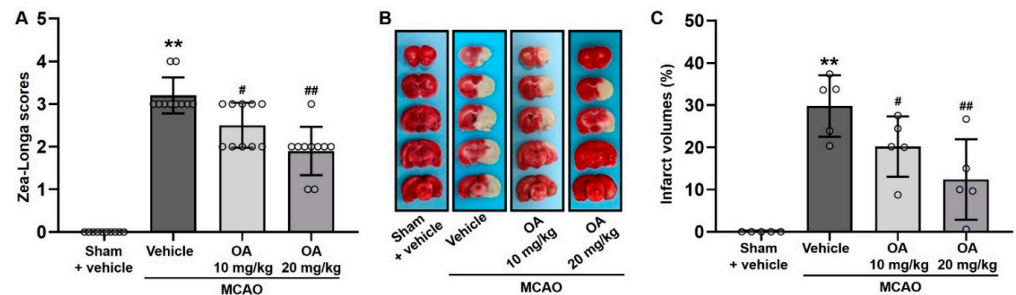 A
Zea-Longa scores
5
4
3
2
1
0
**
#
##
Sham
+ vehicle
Vehicle
OA
10 mg/kg
OA
20 mg/kg
MCAO
B
Sham
+ vehicle
Vehicle
OA
10 mg/kg
OA
20 mg/kg
MCAO
C
Infarct volumes (%)
50
40
30
20
10
0
**
#
##
Sham
+ vehicle
Vehicle
OA
10 mg/kg
OA
20 mg/kg
MCAO